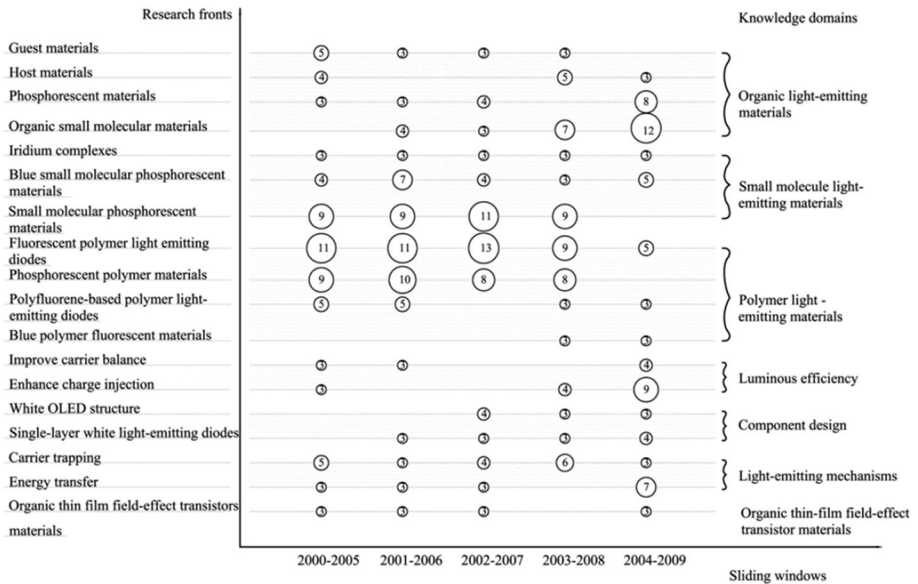 Research fronts
Knowledge domains
Guest materials
5 3 3 3
Host materials
4 5 3
Phosphorescent materials
3 3 4 8
Organic light-emitting
materials
Organic small molecular materials
4 3 7 12
Iridium complexes
3 3 3 3 3
Blue small molecular phosphorescent
materials
4 7 4 3 5
Small molecule light-
emitting materials
Small molecular phosphorescent
materials
9 9 11 9
Fluorescent polymer light emitting
diodes
11 11 13 9 5
Phosphorescent polymer materials
9 10 8 8
Polyfluorene-based polymer light-
emitting diodes
5 5 3 3
Polymer light -
emitting materials
Blue polymer fluorescent materials
3 3
Improve carrier balance
3 3 4
Luminous efficiency
Enhance charge injection
3 4 9
White OLED structure
4 3 3
Component design
Single-layer white light-emitting diodes
3 3 3 4
Carrier trapping
5 3 4 6 3
Light-emitting mechanisms
Energy transfer
3 3 3 7
Organic thin film field-effect transistors
materials
3 3 3 3
Organic thin-film field-effect
transistor materials
2000-2005 2001-2006 2002-2007 2003-2008 2004-2009
Sliding windows